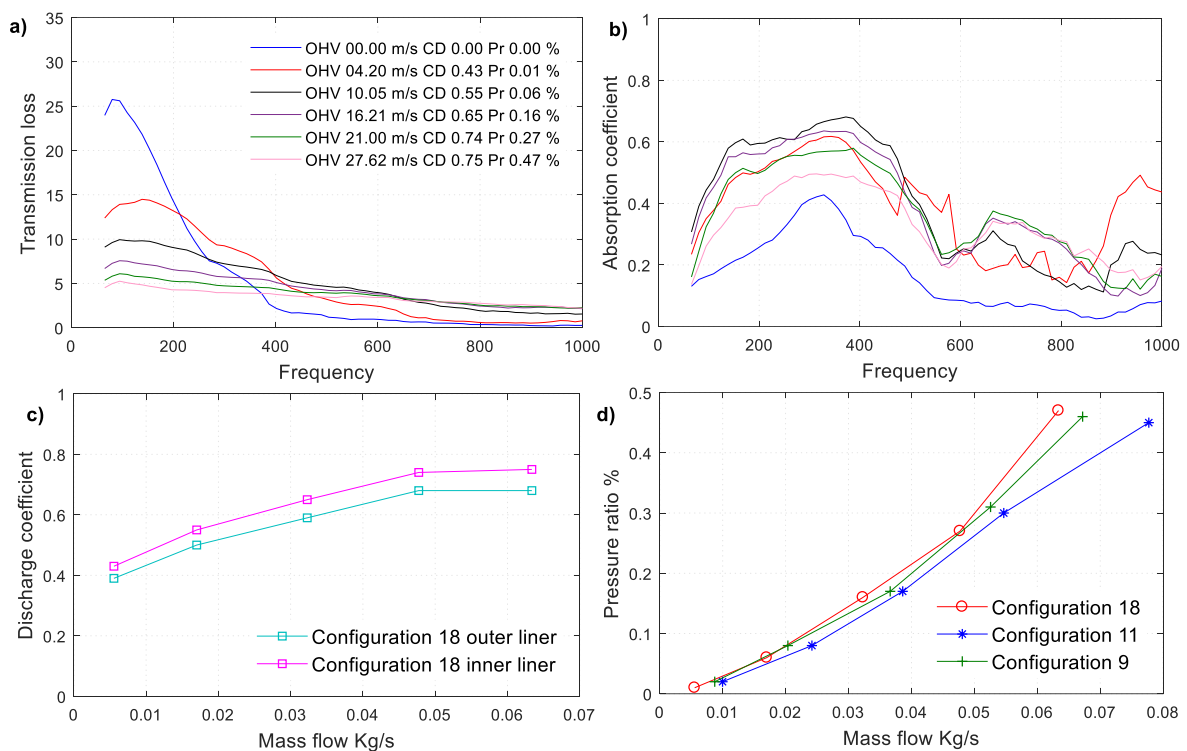 a)
35
30
25
20
15
10
5
0
Transmission loss
OHV 00.00 m/s CD 0.00 Pr 0.00 %
OHV 04.20 m/s CD 0.43 Pr 0.01 %
OHV 10.05 m/s CD 0.55 Pr 0.06 %
OHV 16.21 m/s CD 0.65 Pr 0.16 %
OHV 21.00 m/s CD 0.74 Pr 0.27 %
OHV 27.62 m/s CD 0.75 Pr 0.47 %
0 200 400 600 800 1000
Frequency
b)
1
0.8
0.6
0.4
0.2
0
Absorption coefficient
0 200 400 600 800 1000
Frequency
c)
1
0.8
0.6
0.4
0.2
0
Discharge coefficient
Configuration 18 outer liner
Configuration 18 inner liner
0 0.01 0.02 0.03 0.04 0.05 0.06 0.07
Mass flow Kg/s
d)
0.5
0.4
0.3
0.2
0.1
0
Pressure ratio %
Configuration 18
Configuration 11
Configuration 9
0 0.01 0.02 0.03 0.04 0.05 0.06 0.07 0.08
Mass flow Kg/s